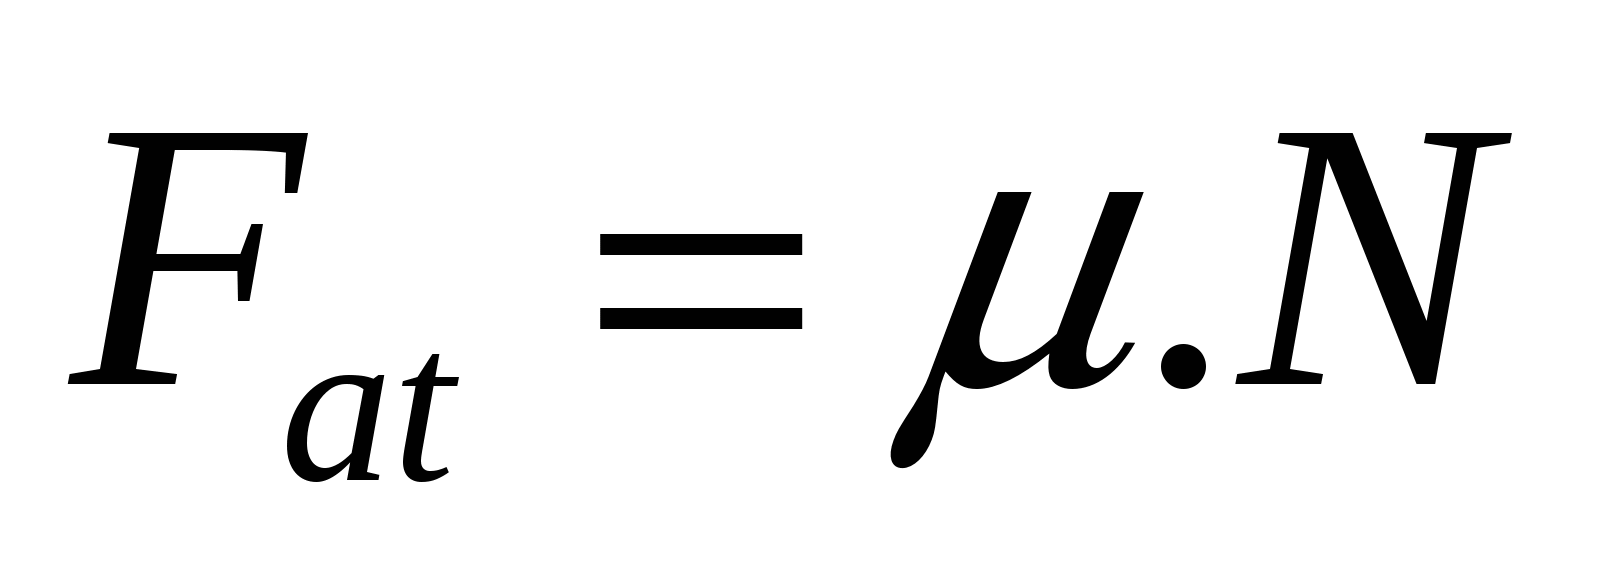 F_at = μ.N